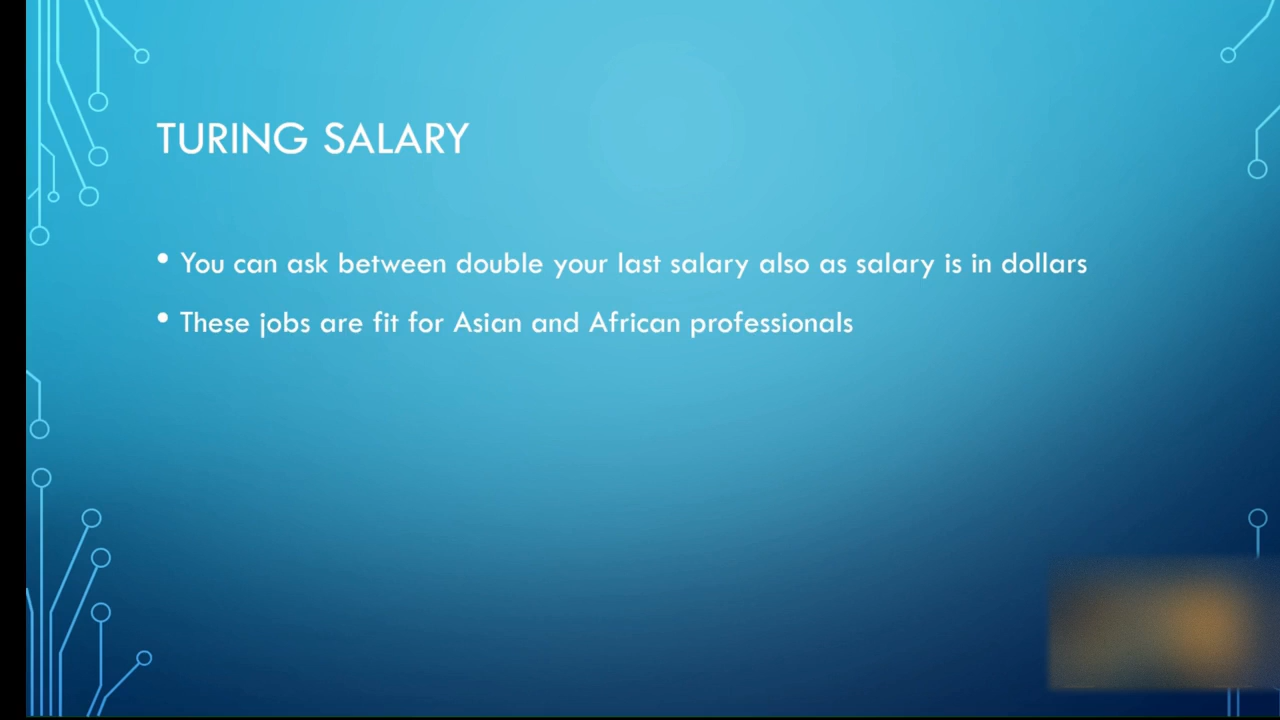 TURING SALARY
• You can ask between double your last salary also as salary is in dollars
• These jobs are fit for Asian and African professionals